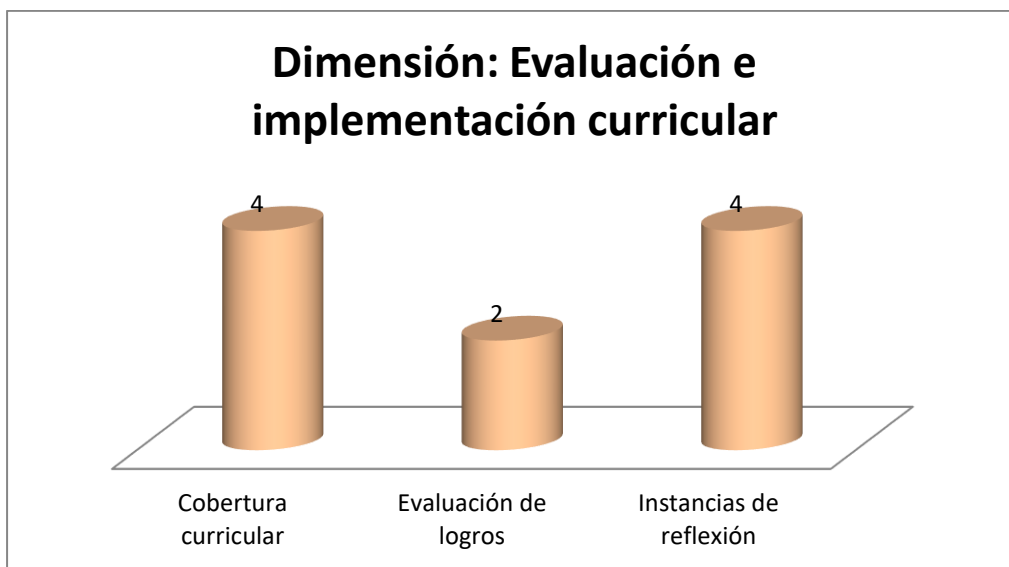 Dimensión: Evaluación e
implementación curricular
4
2
4
Cobertura
curricular
Evaluación de
logros
Instancias de
reflexión